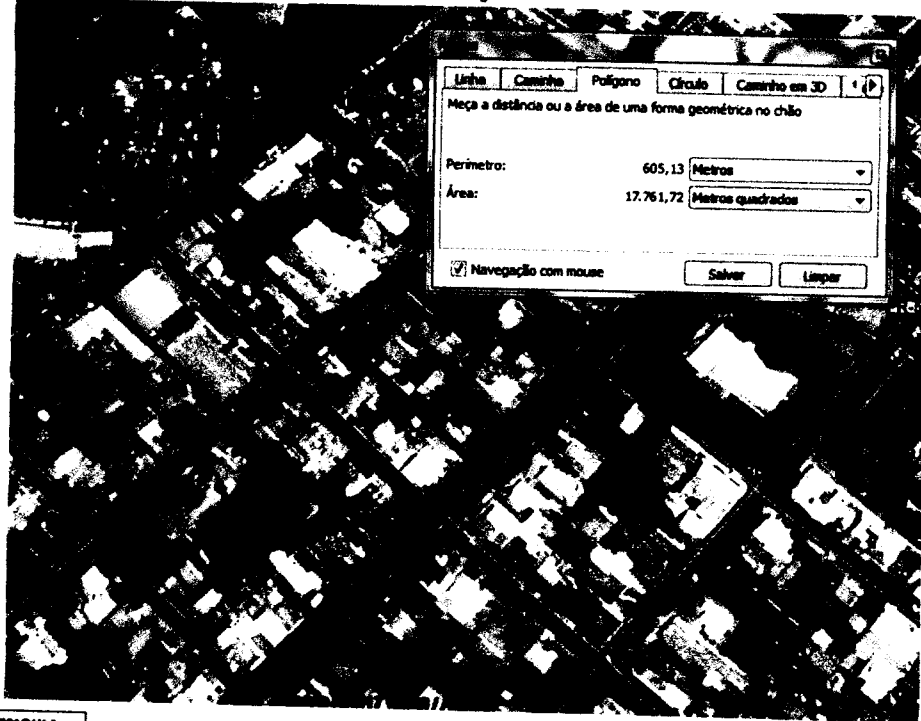 Linha Caminho Polígono Círculo Caminho em 3D
Meça a distância ou a área de uma forma geométrica no chão
Perímetro: 605,13 Metros
Área: 17.761,72 Metros quadrados
Navegação com mouse Salvar Limpar